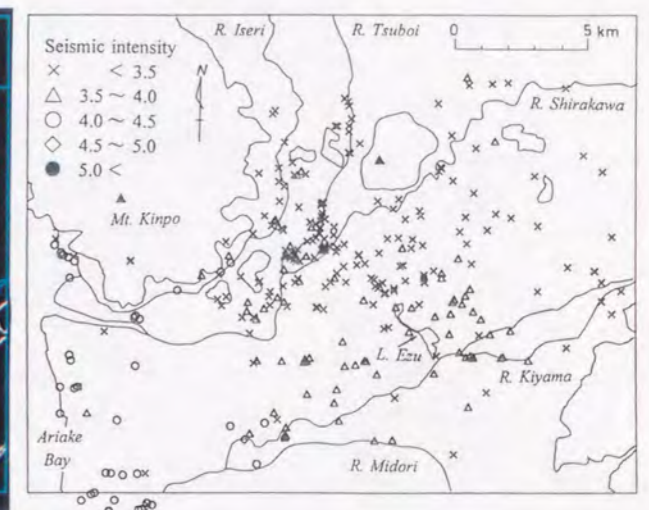 R. Iseri
R. Tsuboi
0 5 km
Seismic intensity
× < 3.5
△ 3.5 ~ 4.0
○ 4.0 ~ 4.5
◇ 4.5 ~ 5.0
● 5.0 <
N
R. Shirakawa
Mt. Kinpo
L. Ezu
R. Kiyama
Ariake
Bay
R. Midori